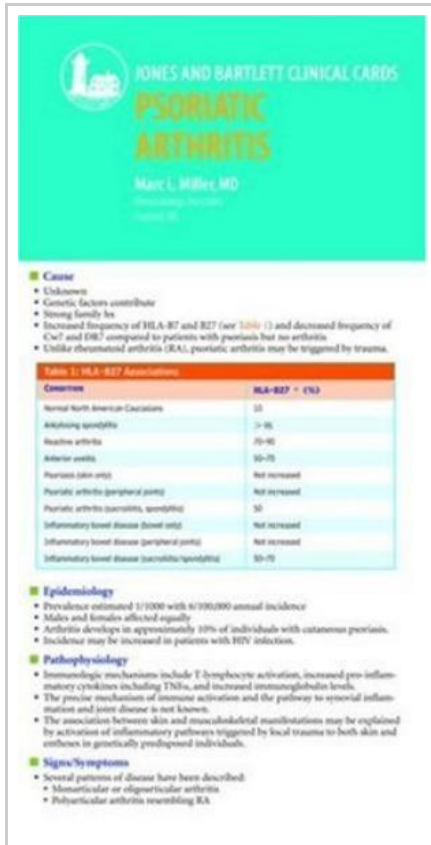 JONES AND BARTLETT CLINICAL CARDS
PSORIATIC
ARTHRITIS
Marc L. Miller, MD
Cause
• Unknown
• Genetic factors contribute
• Strong family hx
• Increased frequency of HLA-B7 and B27 (see Table 1) and decreased frequency of
Cw7 and DR7 compared to patients with psoriasis but no arthritis
• Unlike rheumatoid arthritis (RA), psoriatic arthritis may be triggered by trauma.
Table 1: HLA-B27 Associations
CONDITION HLA-B27 + (%)
Normal North American Caucasians 10
Ankylosing spondylitis > 95
Reactive arthritis 70-90
Anterior uveitis 50-70
Psoriasis (skin only) Not increased
Psoriatic arthritis (peripheral joints) Not increased
Psoriatic arthritis (sacroiliitis, spondylitis) 50
Inflammatory bowel disease (bowel only) Not increased
Inflammatory bowel disease (peripheral joints) Not increased
Inflammatory bowel disease (sacroiliitis/spondylitis) 50-70
Epidemiology
• Prevalence estimated 1/1000 with 6/100,000 annual incidence
• Males and females affected equally
• Arthritis develops in approximately 10% of individuals with cutaneous psoriasis.
• Incidence may be increased in patients with HIV infection.
Pathophysiology
• Immunologic mechanisms include T-lymphocyte activation, increased pro-inflam-
matory cytokines including TNFα, and increased immunoglobulin levels.
• The precise mechanism of immune activation and the pathway to synovial inflam-
mation and joint disease is not known.
• The association between skin and musculoskeletal manifestations may be explained
by activation of inflammatory pathways triggered by local trauma to both skin and
entheses in genetically predisposed individuals.
Signs/Symptoms
• Several patterns of disease have been described:
• Monarticular or oligoarticular arthritis
• Polyarticular arthritis resembling RA